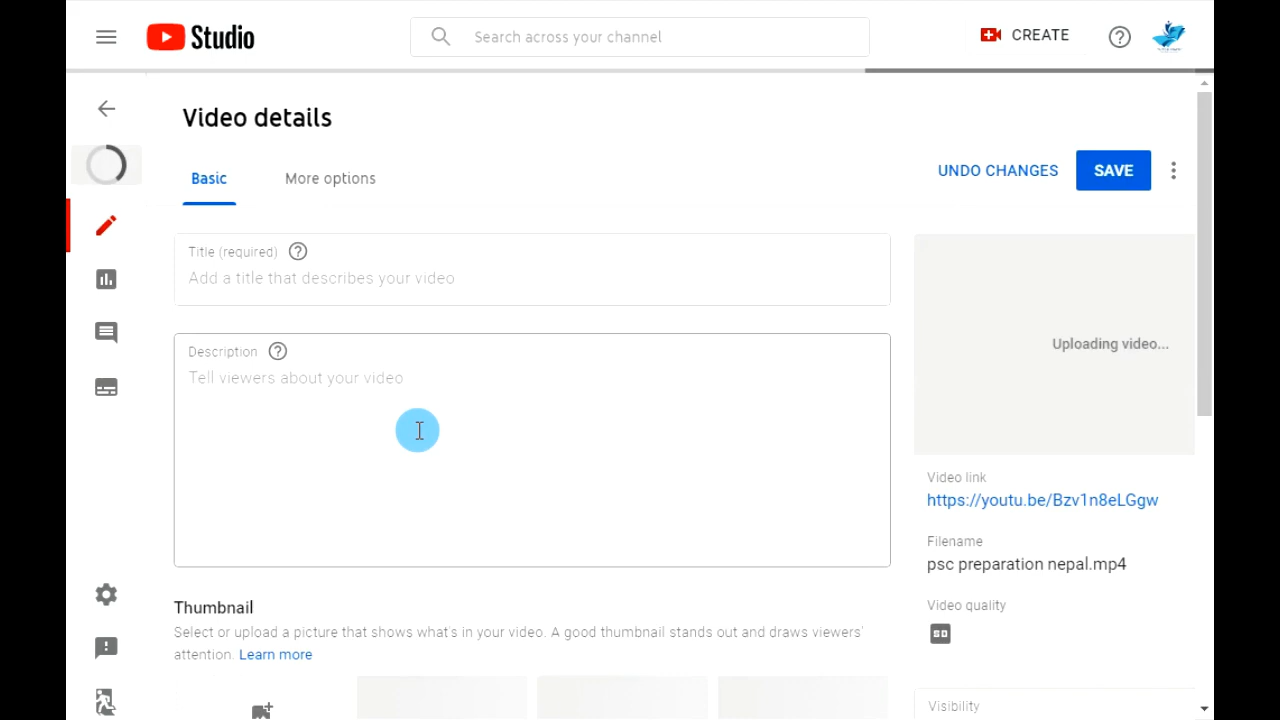 Studio
Search across your channel
CREATE
Video details
Basic
More options
UNDO CHANGES
SAVE
Title (required)
Add a title that describes your video
Description
Tell viewers about your video
Uploading video...
Video link
https://youtu.be/Bzv1n8eLGgw
Filename
psc preparation nepal.mp4
Video quality
SD
Thumbnail
Select or upload a picture that shows what's in your video. A good thumbnail stands out and draws viewers'
attention. Learn more
Visibility